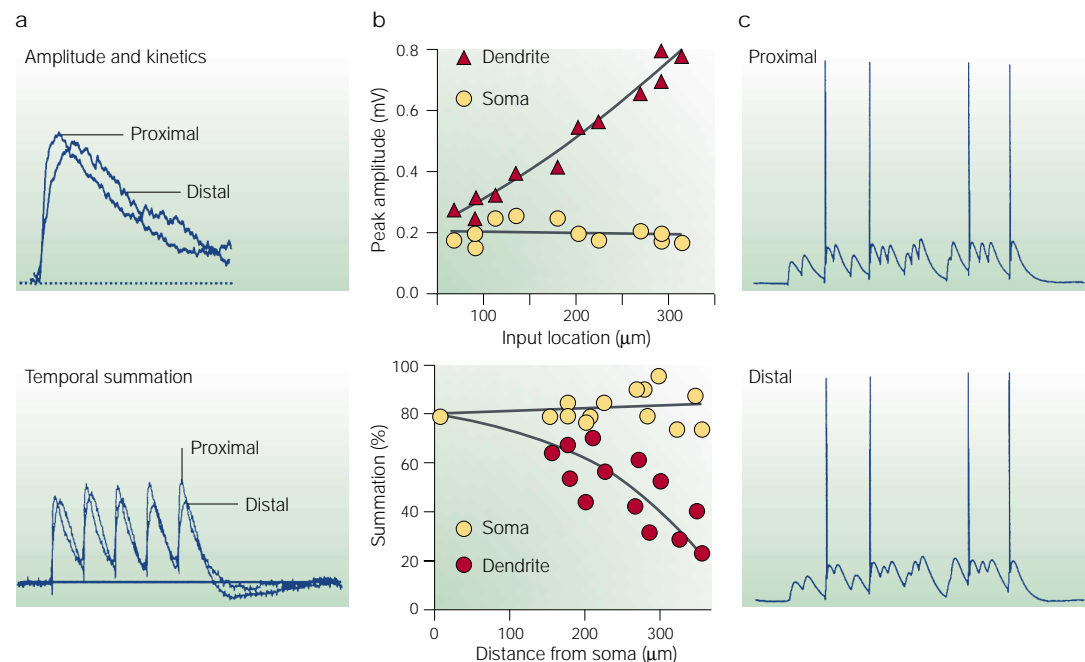 a
Amplitude and kinetics
Proximal
Distal
Temporal summation
Proximal
Distal
b
0.8
0.6
0.4
0.2
0.0
Peak amplitude (mV)
Dendrite
Soma
100
200
300
Input location (μm)
100
80
60
40
20
0
Summation (%)
Soma
Dendrite
0
100
200
300
Distance from soma (μm)
c
Proximal
Distal